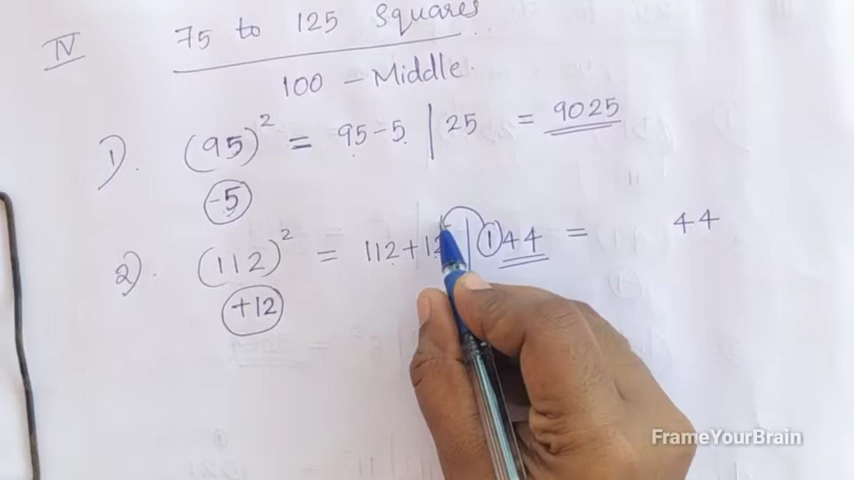 IV 75 to 125 Squares
100 - Middle.
1). (95)² = 95-5 | 25 = 9025
-5
2). (112)² = 112+12 | 144 = 44
+12
FrameYourBrain